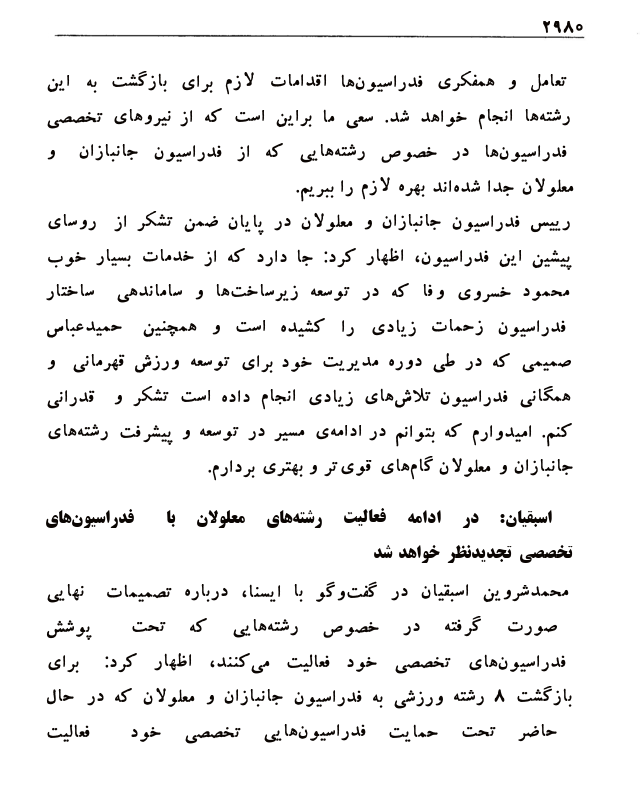 ۲۹۸۰
تعامل و همفکری فدراسیون‌ها اقدامات لازم برای بازگشت به این
رشته‌ها انجام خواهد شد. سعی ما براین است که از نیروهای تخصصی
فدراسیون‌ها در خصوص رشته‌هایی که از فدراسیون جانبازان و
معلولان جدا شده‌اند بهره لازم را ببریم.
رییس فدراسیون جانبازان و معلولان در پایان ضمن تشکر از روسای
پیشین این فدراسیون، اظهار کرد: جا دارد که از خدمات بسیار خوب
محمود خسروی وفا که در توسعه زیرساخت‌ها و ساماندهی ساختار
فدراسیون زحمات زیادی را کشیده است و همچنین حمیدعباس
صمیمی که در طی دوره مدیریت خود برای توسعه ورزش قهرمانی و
همگانی فدراسیون تلاش‌های زیادی انجام داده است تشکر و قدرانی
کنم. امیدوارم که بتوانم در ادامه‌ی مسیر در توسعه و پیشرفت رشته‌های
جانبازان و معلولان گام‌های قوی‌تر و بهتری بردارم.
اسبقیان: در ادامه فعالیت رشته‌های معلولان با فدراسیون‌های
تخصصی تجدیدنظر خواهد شد
محمدشروین اسبقیان در گفت‌وگو با ایسنا، درباره تصمیمات نهایی
صورت گرفته در خصوص رشته‌هایی که تحت پوشش
فدراسیون‌های تخصصی خود فعالیت می‌کنند، اظهار کرد: برای
بازگشت ۸ رشته ورزشی به فدراسیون جانبازان و معلولان که در حال
حاضر تحت حمایت فدراسیون‌هایی تخصصی خود فعالیت